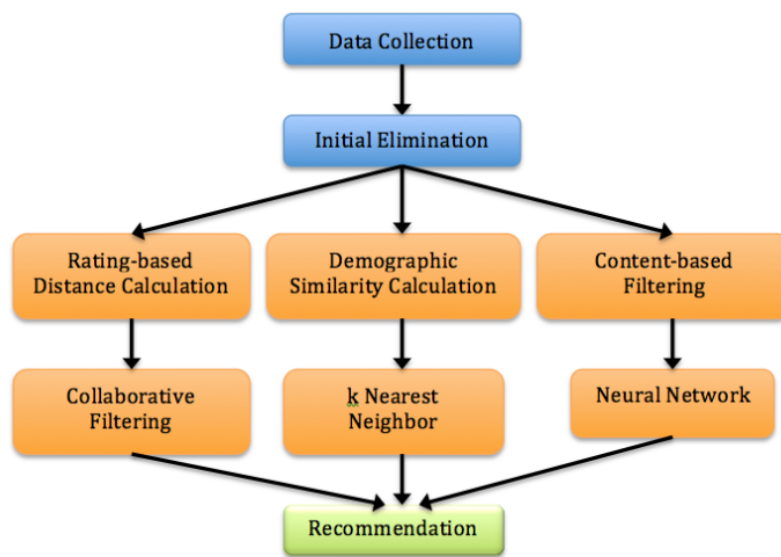 Data Collection
Initial Elimination
Rating-based
Distance Calculation
Demographic
Similarity Calculation
Content-based
Filtering
Collaborative
Filtering
k Nearest
Neighbor
Neural Network
Recommendation